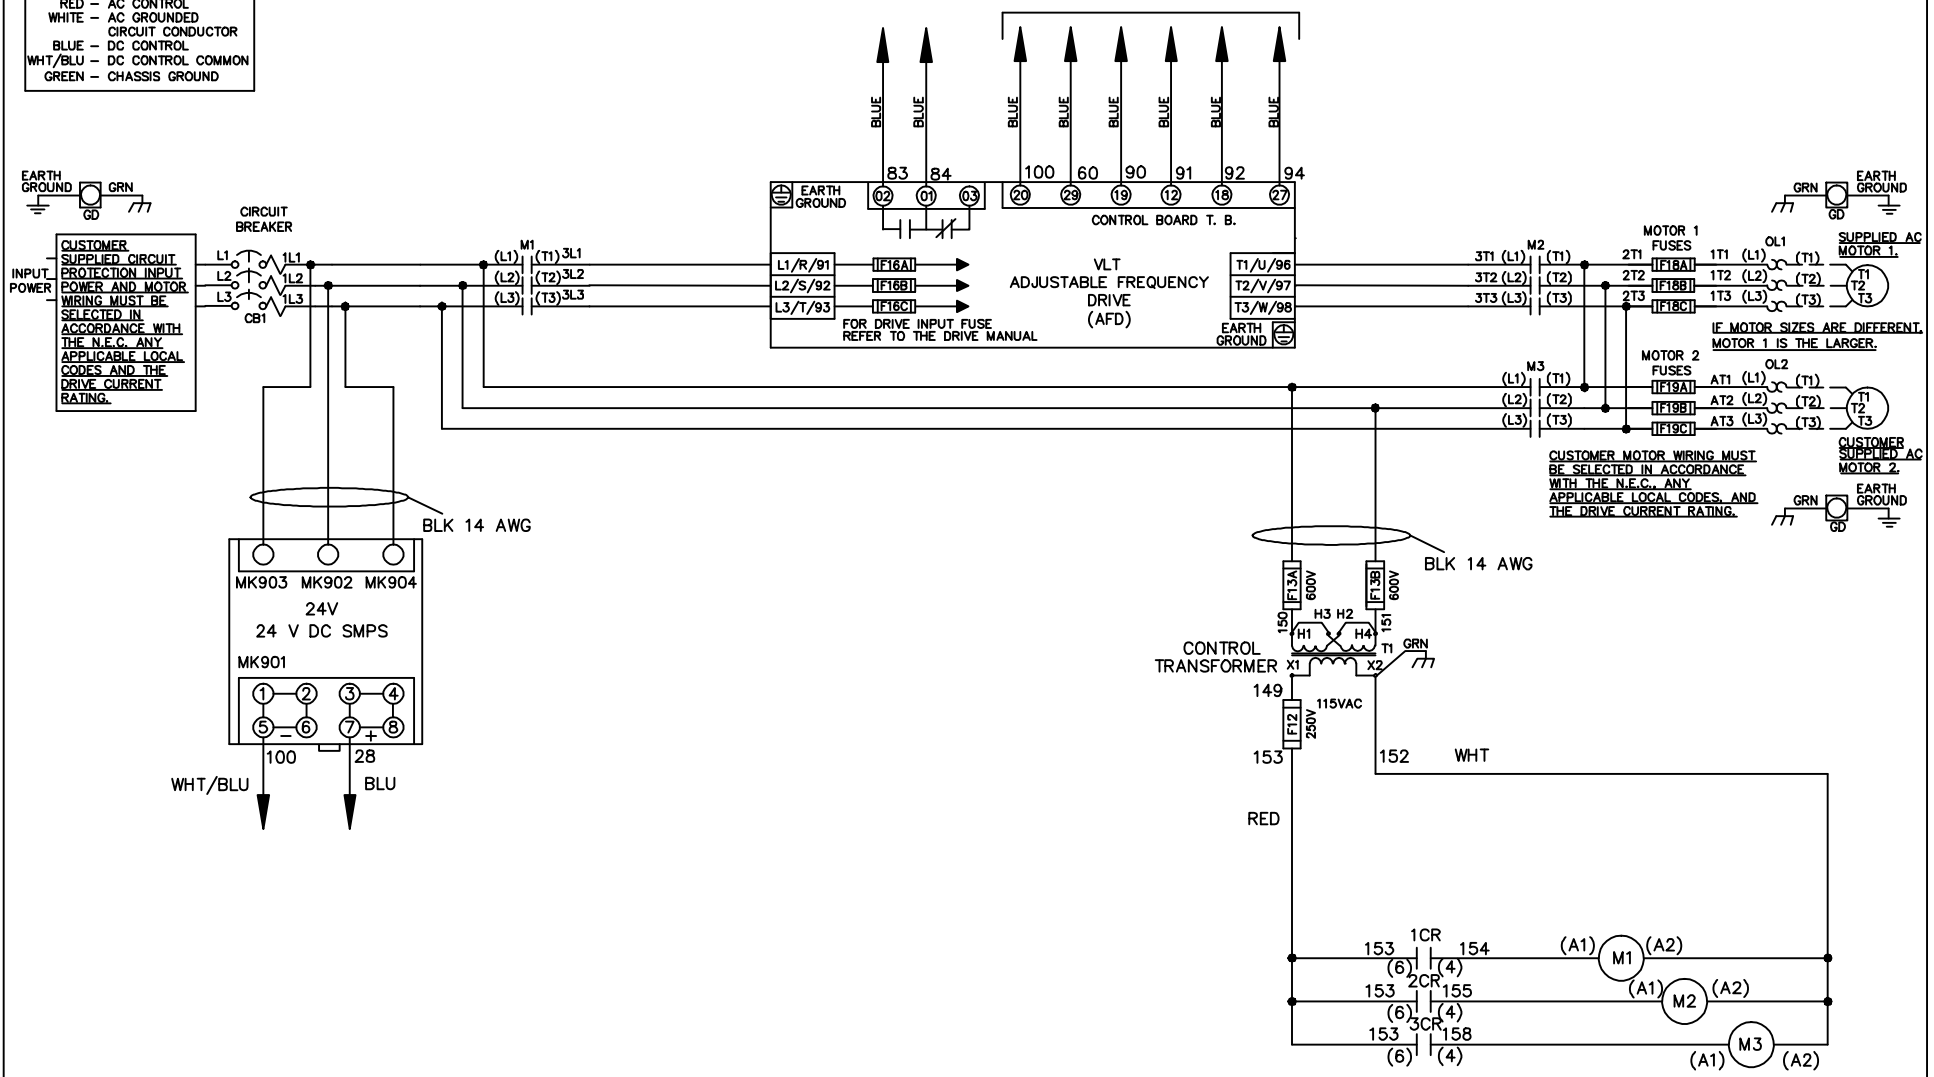 RED – AC CONTROL
WHITE – AC GROUNDED
CIRCUIT CONDUCTOR
BLUE – DC CONTROL
WHT/BLU – DC CONTROL COMMON
GREEN – CHASSIS GROUND
BLUE
BLUE
BLUE
BLUE
BLUE
BLUE
BLUE
BLUE
EARTH
GROUND
GRN
GD
CIRCUIT
BREAKER
CUSTOMER
SUPPLIED CIRCUIT
PROTECTION INPUT
POWER AND MOTOR
WIRING MUST BE
SELECTED IN
ACCORDANCE WITH
THE N.E.C. ANY
APPLICABLE LOCAL
CODES AND THE
DRIVE CURRENT
RATING.
INPUT
POWER
L1
L2
L3
1L1
1L2
1L3
CB1
M1
(L1) (T1) 3L1
(L2) (T2) 3L2
(L3) (T3) 3L3
83 84
100 60 90 91 92 94
EARTH
GROUND
02 01 03
20 29 19 12 18 27
CONTROL BOARD T. B.
L1/R/91
L2/S/92
L3/T/93
F16A
F16B
F16C
FOR DRIVE INPUT FUSE
REFER TO THE DRIVE MANUAL
VLT
ADJUSTABLE FREQUENCY
DRIVE
(AFD)
T1/U/96
T2/V/97
T3/W/98
EARTH
GROUND
M2
3T1 (L1) (T1)
3T2 (L2) (T2)
3T3 (L3) (T3)
MOTOR 1
FUSES
2T1 F18A 1T1 (L1) (T1)
2T2 F18B 1T2 (L2) (T2)
2T3 F18C 1T3 (L3) (T3)
OL1
GRN
EARTH
GROUND
GD
SUPPLIED AC
MOTOR 1.
T1
T2
T3
IF MOTOR SIZES ARE DIFFERENT,
MOTOR 1 IS THE LARGER.
M3
(L1) (T1)
(L2) (T2)
(L3) (T3)
MOTOR 2
FUSES
F19A AT1 (L1) (T1)
F19B AT2 (L2) (T2)
F19C AT3 (L3) (T3)
OL2
T1
T2
T3
CUSTOMER
SUPPLIED AC
MOTOR 2.
CUSTOMER MOTOR WIRING MUST
BE SELECTED IN ACCORDANCE
WITH THE N.E.C., ANY
APPLICABLE LOCAL CODES, AND
THE DRIVE CURRENT RATING.
GRN
EARTH
GROUND
GD
BLK 14 AWG
MK903 MK902 MK904
24V
24 V DC SMPS
MK901
1 2 3 4
5 – 6 7 + 8
100 28
WHT/BLU BLU
BLK 14 AWG
F13A
600V
F13B
600V
150
151
H3 H2
H1 H4
T1
GRN
CONTROL
TRANSFORMER
X1 X2
149
115VAC
F12
250V
153
152
WHT
RED
1CR
153 154
(6) (4)
(A1) M1 (A2)
2CR
153 155
(6) (4)
(A1) M2 (A2)
3CR
153 158
(6) (4)
(A1) M3 (A2)